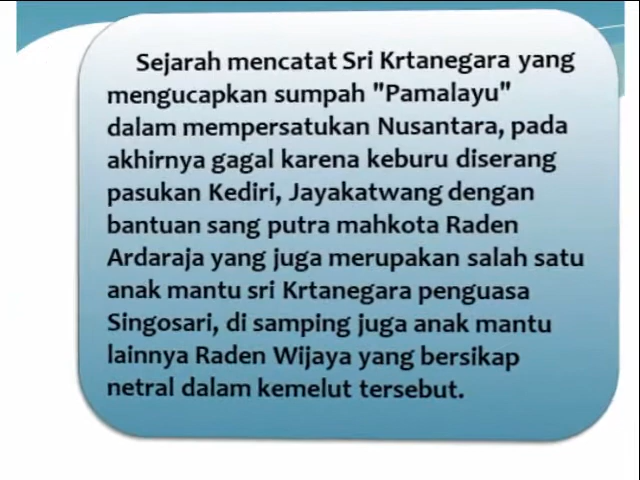 Sejarah mencatat Sri Krtanegara yang
mengucapkan sumpah "Pamalayu"
dalam mempersatukan Nusantara, pada
akhirnya gagal karena keburu diserang
pasukan Kediri, Jayakatwang dengan
bantuan sang putra mahkota Raden
Ardaraja yang juga merupakan salah satu
anak mantu sri Krtanegara penguasa
Singosari, di samping juga anak mantu
lainnya Raden Wijaya yang bersikap
netral dalam kemelut tersebut.